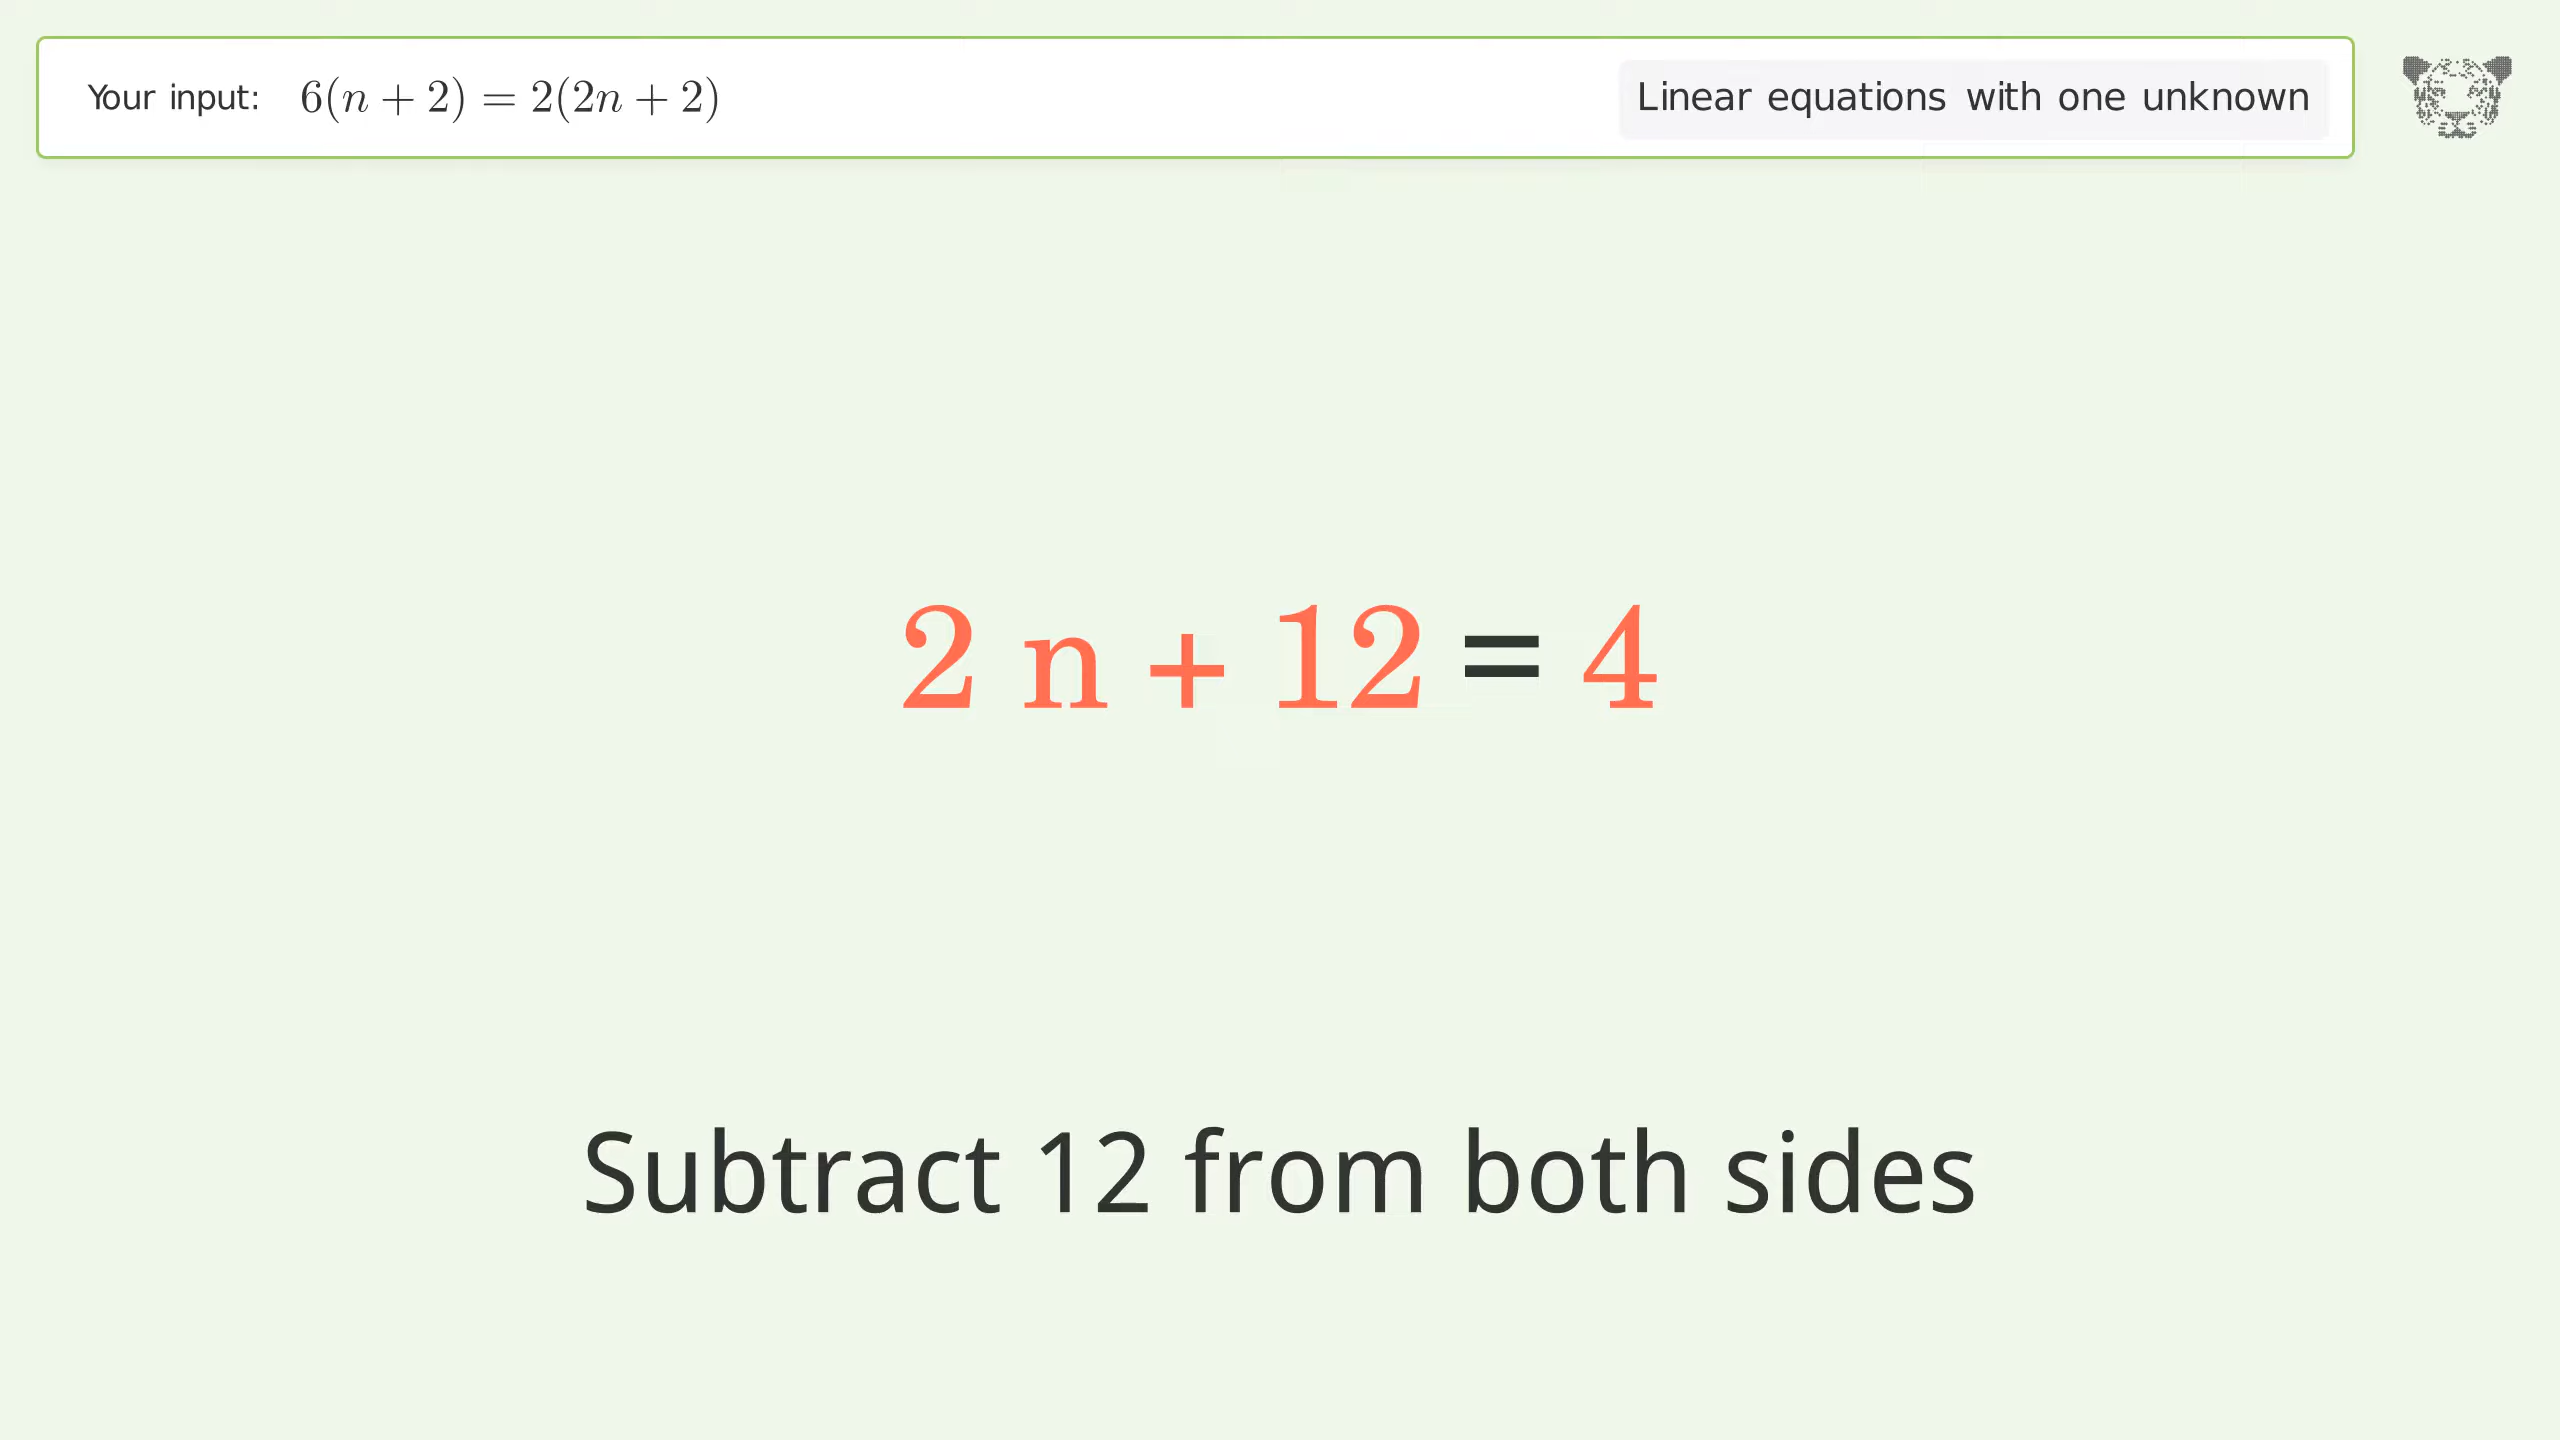 Your input: 6(n + 2) = 2(2n + 2)
Linear equations with one unknown
2 n + 12 = 4
Subtract 12 from both sides